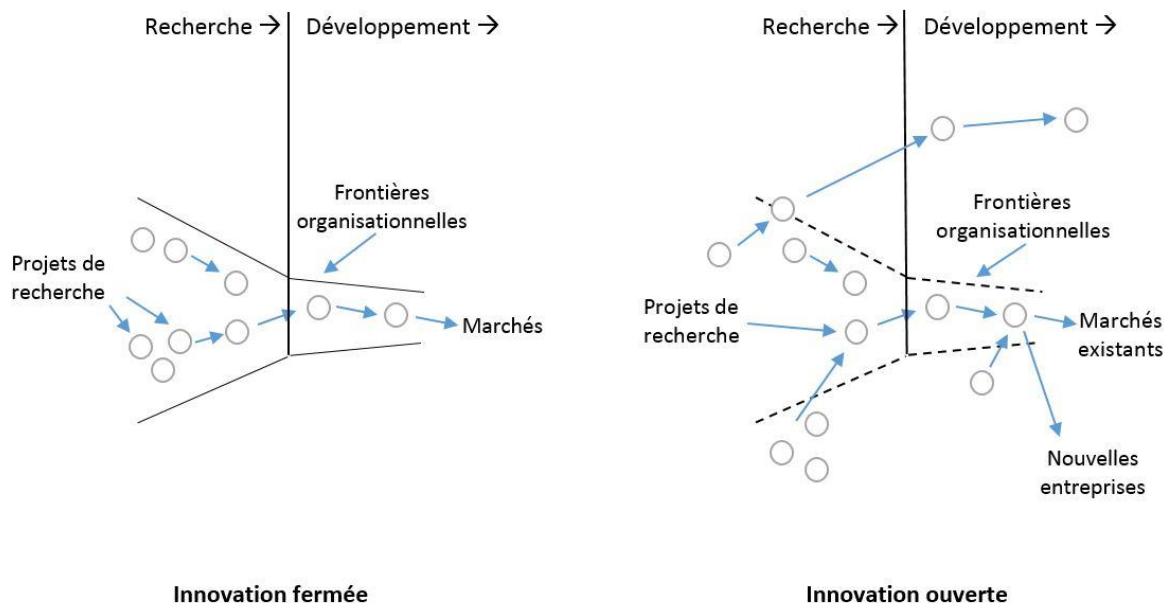 Recherche → Développement →
Frontières
organisationnelles
Projets de
recherche
Marchés
Innovation fermée
Recherche → Développement →
Frontières
organisationnelles
Projets de
recherche
Marchés
existants
Nouvelles
entreprises
Innovation ouverte